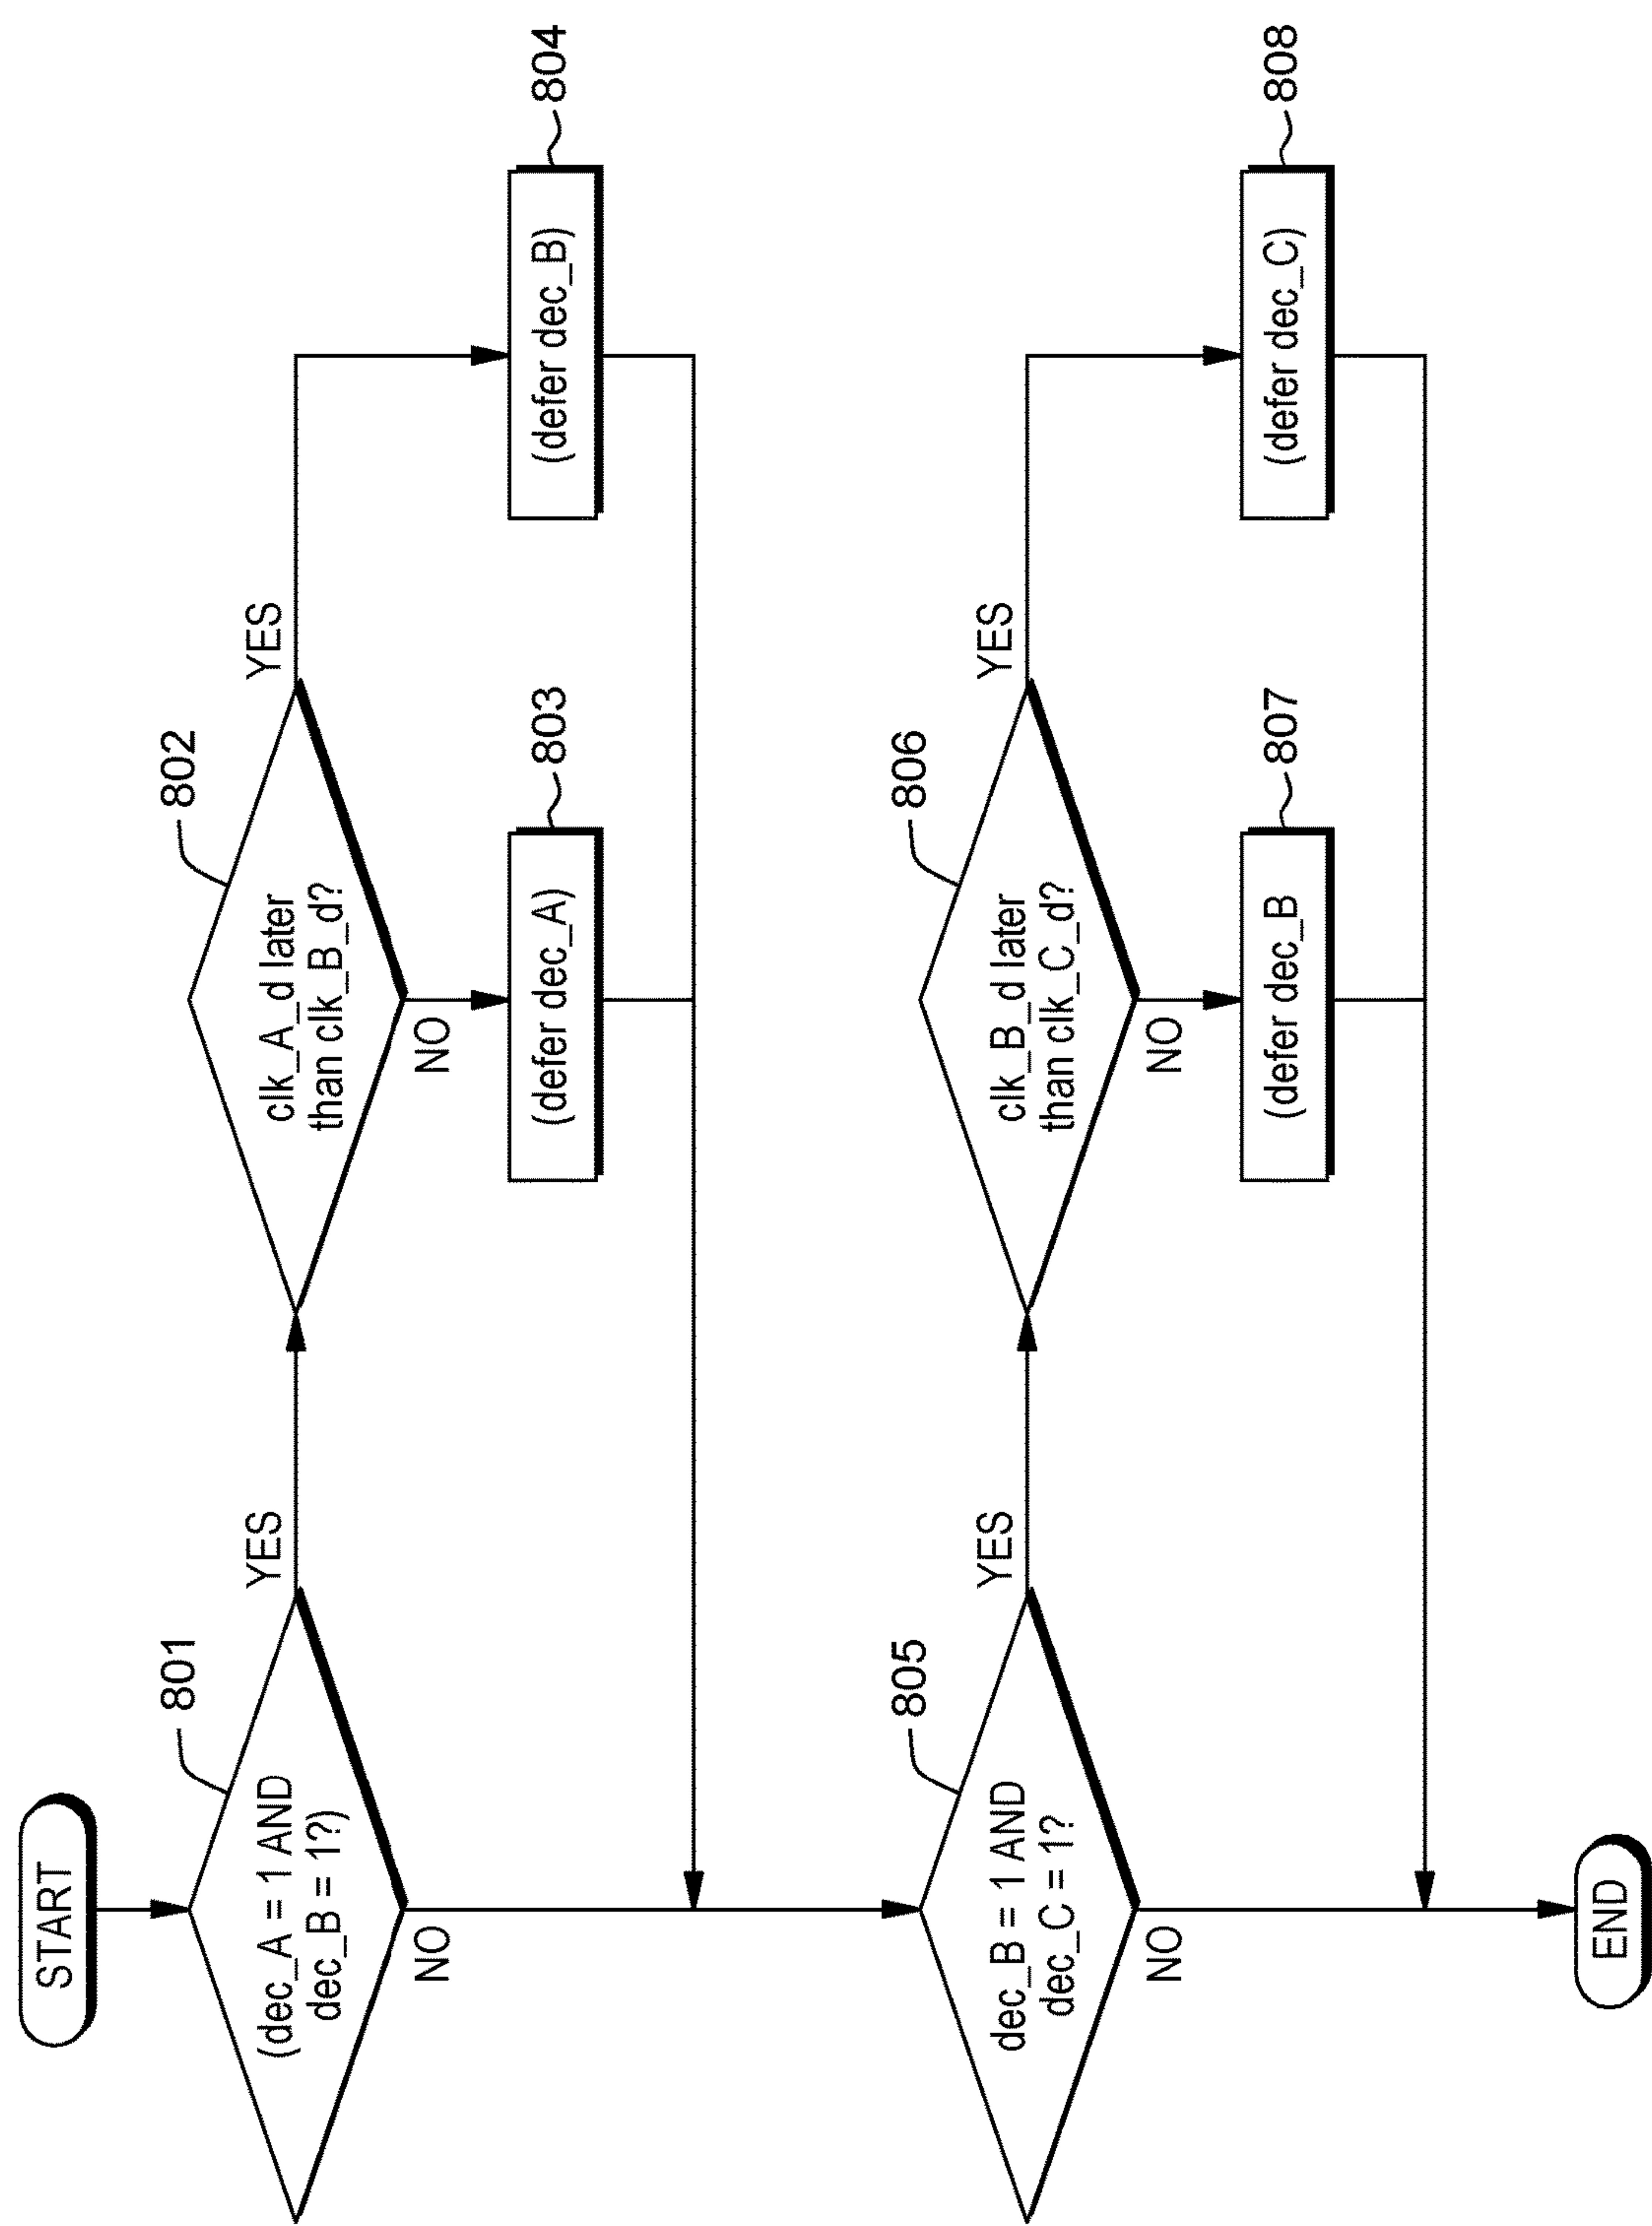 START
801
(dec_A = 1 AND
dec_B = 1?)
YES
NO
802
clk_A_d later
than clk_B_d?
YES
NO
803
(defer dec_A)
804
(defer dec_B)
805
dec_B = 1 AND
dec_C = 1?
YES
NO
806
clk_B_d later
than clk_C_d?
YES
NO
807
(defer dec_B
808
(defer dec_C)
END